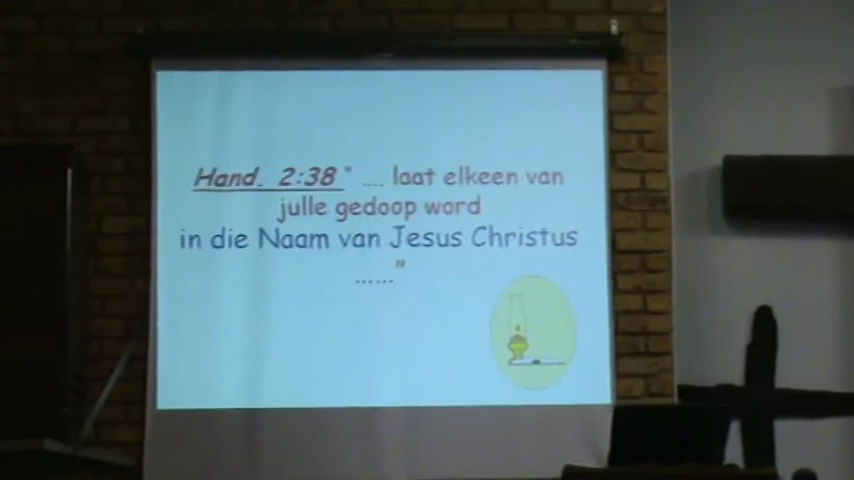 Hand. 2:38 " .... laat elkeen van
julle gedoop word
in die Naam van Jesus Christus
......"